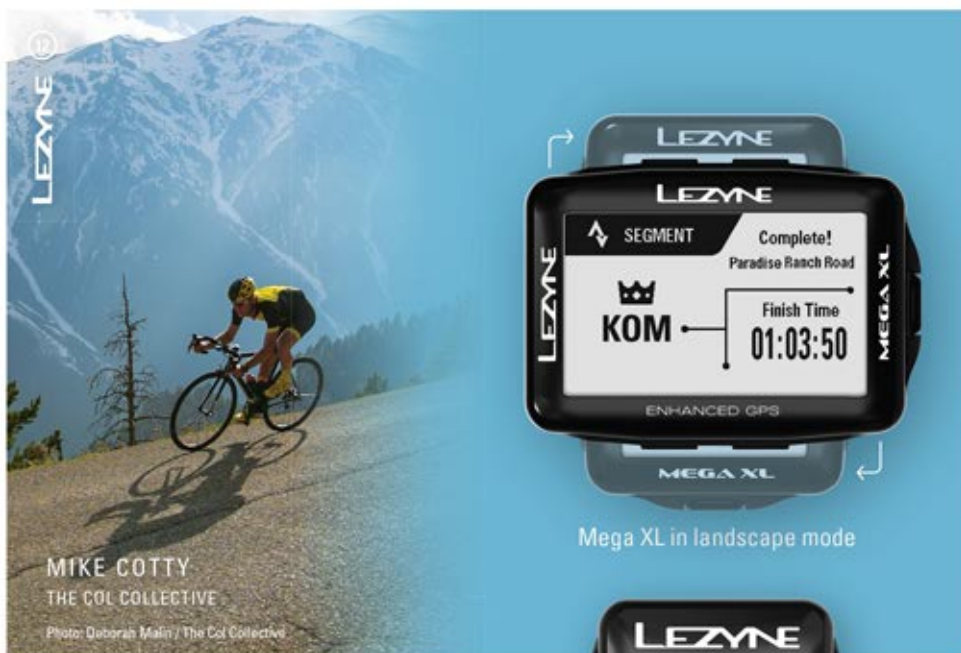 12
LEZYNE
MIKE COTTY
THE COL COLLECTIVE
Photo: Deborah Malin / The Col Collective
LEZYNE
LEZYNE
LEZYNE
SEGMENT
Complete!
Paradise Ranch Road
KOM
Finish Time
01:03:50
MEGA XL
ENHANCED GPS
MEGA XL
Mega XL in landscape mode
LEZYNE